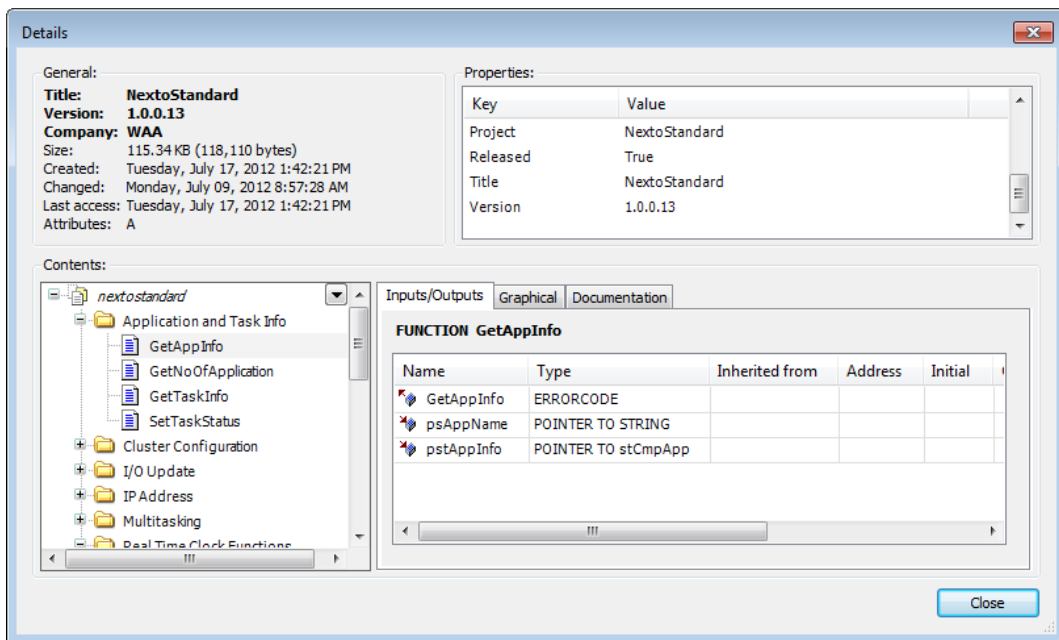 Details
General:
Title: NextoStandard
Version: 1.0.0.13
Company: WAA
Size: 115.34 KB (118,110 bytes)
Created: Tuesday, July 17, 2012 1:42:21 PM
Changed: Monday, July 09, 2012 8:57:28 AM
Last access: Tuesday, July 17, 2012 1:42:21 PM
Attributes: A
Properties:
Key Value
Project NextoStandard
Released True
Title NextoStandard
Version 1.0.0.13
Contents:
nextostandard
Application and Task Info
GetAppInfo
GetNoOfApplication
GetTaskInfo
SetTaskStatus
Cluster Configuration
I/O Update
IP Address
Multitasking
Real Time Clock Functions
Inputs/Outputs Graphical Documentation
FUNCTION GetAppInfo
Name Type Inherited from Address Initial
GetAppInfo ERRORCODE
psAppName POINTER TO STRING
pstAppInfo POINTER TO stCmpApp
Close